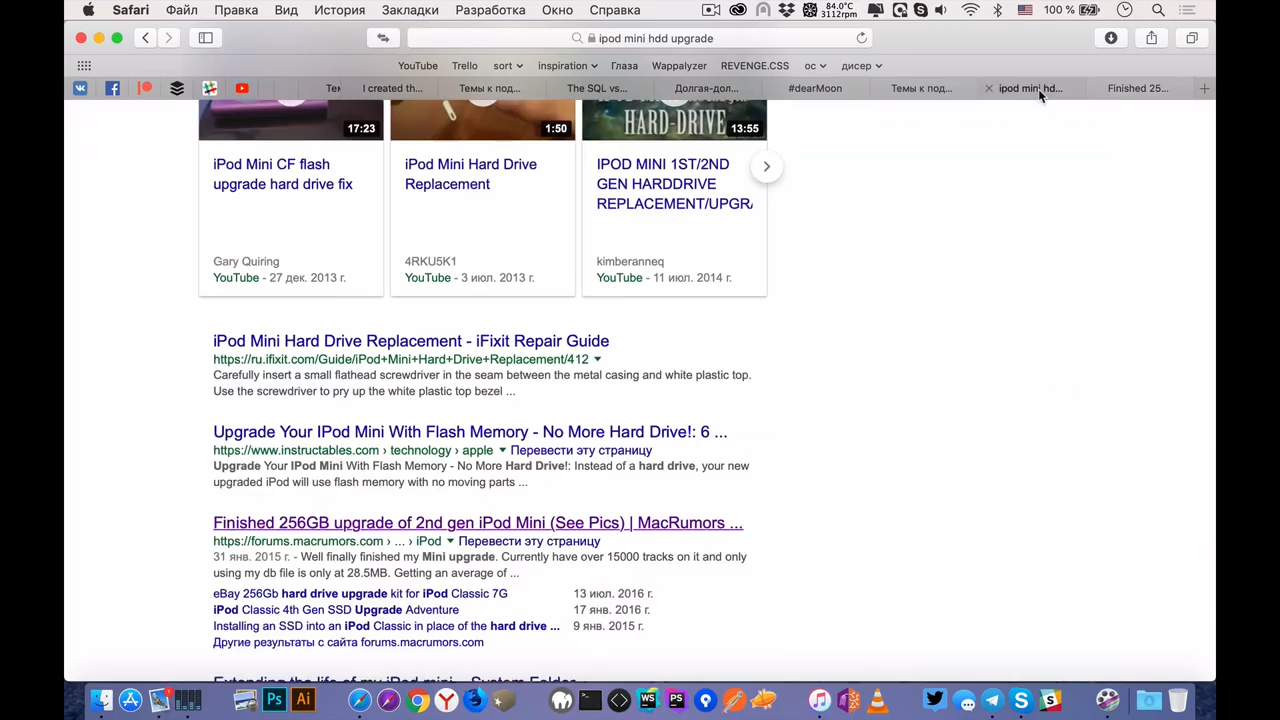 Safari Файл Правка Вид История Закладки Разработка Окно Справка 84.0°C 3112rpm 100 %
ipod mini hdd upgrade
YouTube Trello sort inspiration Глаза Wappalyzer REVENGE.CSS ос дисер
Тем I created th... Темы к под... The SQL vs... Долгая-дол... #dearMoon Темы к под... ipod mini hd... Finished 25...
HARD-DRIVE
17:23 1:50 13:55
iPod Mini CF flash
upgrade hard drive fix
Gary Quiring
YouTube - 27 дек. 2013 г.
iPod Mini Hard Drive
Replacement
4RKU5K1
YouTube - 3 июл. 2013 г.
IPOD MINI 1ST/2ND
GEN HARDDRIVE
REPLACEMENT/UPGR
kimberanneq
YouTube - 11 июл. 2014 г.
iPod Mini Hard Drive Replacement - iFixit Repair Guide
https://ru.ifixit.com/Guide/iPod+Mini+Hard+Drive+Replacement/412
Carefully insert a small flathead screwdriver in the seam between the metal casing and white plastic top.
Use the screwdriver to pry up the white plastic top bezel ...
Upgrade Your IPod Mini With Flash Memory - No More Hard Drive!: 6 ...
https://www.instructables.com › technology › apple Перевести эту страницу
Upgrade Your IPod Mini With Flash Memory - No More Hard Drive!: Instead of a hard drive, your new
upgraded iPod will use flash memory with no moving parts ...
Finished 256GB upgrade of 2nd gen iPod Mini (See Pics) | MacRumors ...
https://forums.macrumors.com › ... › iPod Перевести эту страницу
31 янв. 2015 г. - Well finally finished my Mini upgrade. Currently have over 15000 tracks on it and only
using my db file is only at 28.5MB. Getting an average of ...
eBay 256Gb hard drive upgrade kit for iPod Classic 7G 13 июл. 2016 г.
iPod Classic 4th Gen SSD Upgrade Adventure 17 янв. 2016 г.
Installing an SSD into an iPod Classic in place of the hard drive ... 9 янв. 2015 г.
Другие результаты с сайта forums.macrumors.com
Extending the life of my iPod mini - System Folder
Ps Ai WS PS